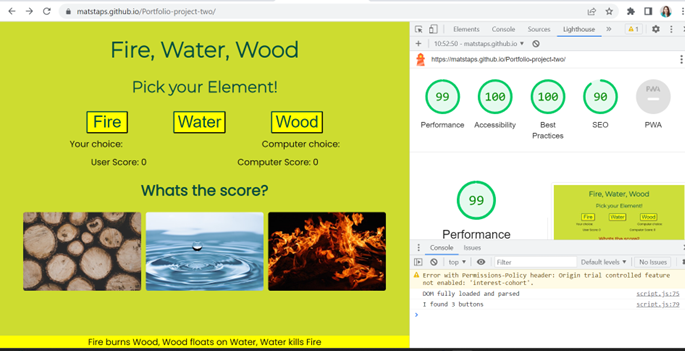 matstaps.github.io/Portfolio-project-two/
Fire, Water, Wood
Pick your Element!
Fire
Water
Wood
Your choice:
Computer choice:
User Score: 0
Computer Score: 0
Whats the score?
Fire burns Wood, Wood floats on Water, Water kills Fire
Elements
Console
Sources
Lighthouse
»
1
10:52:50 - matstaps.github.io
https://matstaps.github.io/Portfolio-project-two/
99
100
100
90
PWA
Performance
Accessibility
Best
Practices
SEO
PWA
99
Performance
Fire, Water, Wood
Pick your Element!
Fire
Water
Wood
Console
Issues
top
Filter
Default levels
No Issues
Error with Permissions-Policy header: Origin trial controlled feature
not enabled: 'interest-cohort'.
DOM fully loaded and parsed
script.js:75
I found 3 buttons
script.js:79